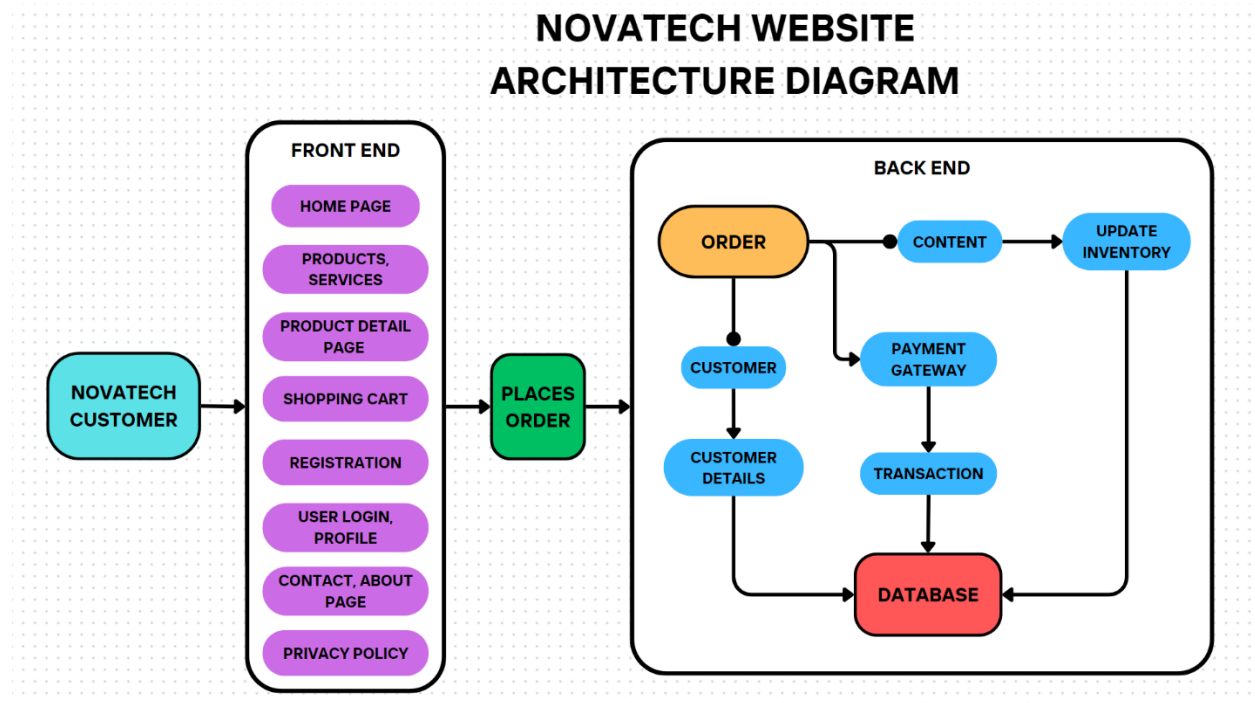 NOVATECH WEBSITE
ARCHITECTURE DIAGRAM
NOVATECH
CUSTOMER
FRONT END
HOME PAGE
PRODUCTS,
SERVICES
PRODUCT DETAIL
PAGE
SHOPPING CART
REGISTRATION
USER LOGIN,
PROFILE
CONTACT, ABOUT
PAGE
PRIVACY POLICY
PLACES
ORDER
BACK END
ORDER
CONTENT
UPDATE
INVENTORY
CUSTOMER
PAYMENT
GATEWAY
CUSTOMER
DETAILS
TRANSACTION
DATABASE